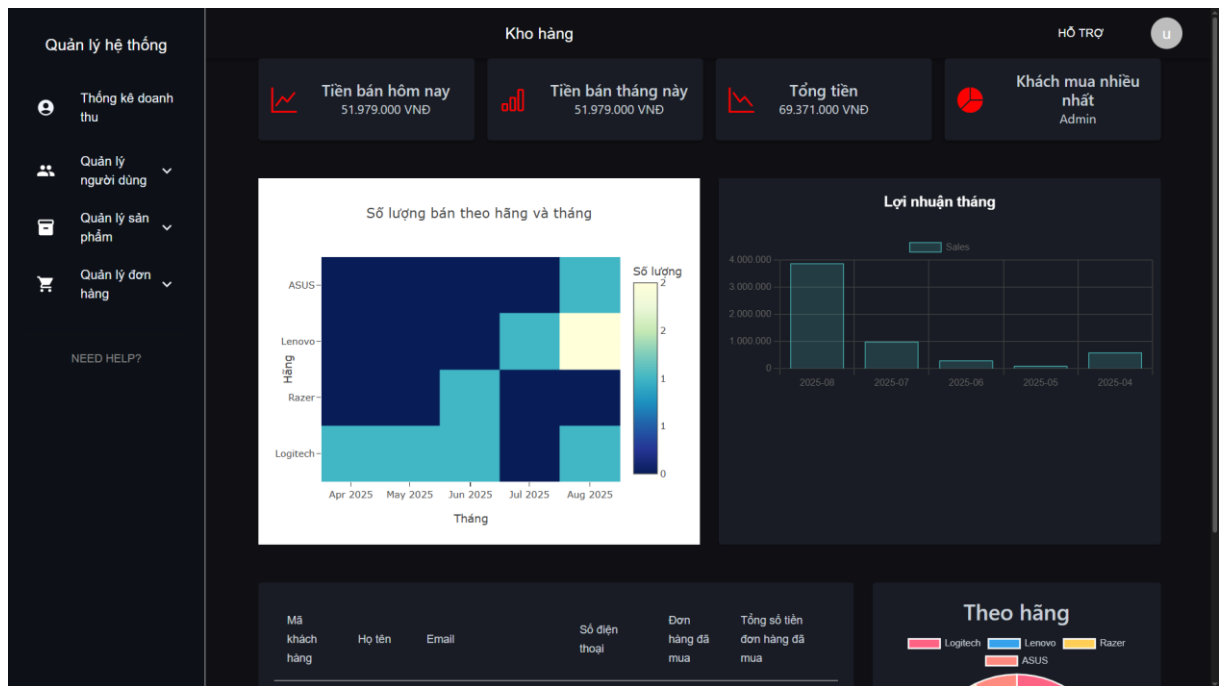 Quản lý hệ thống
Thống kê doanh
thu
Quản lý
người dùng
Quản lý sản
phẩm
Quản lý đơn
hàng
NEED HELP?
Kho hàng
HỖ TRỢ
u
Tiền bán hôm nay
51.979.000 VNĐ
Tiền bán tháng này
51.979.000 VNĐ
Tổng tiền
69.371.000 VNĐ
Khách mua nhiều
nhất
Admin
Số lượng bán theo hãng và tháng
Số lượng
2
2
1
1
0
Hãng
ASUS
Lenovo
Razer
Logitech
Apr 2025 May 2025 Jun 2025 Jul 2025 Aug 2025
Tháng
Lợi nhuận tháng
Sales
4.000.000
3.000.000
2.000.000
1.000.000
0
2025-08 2025-07 2025-06 2025-05 2025-04
Mã
khách
hàng
Họ tên
Email
Số điện
thoại
Đơn
hàng đã
mua
Tổng số tiền
đơn hàng đã
mua
Theo hãng
Logitech Lenovo Razer
ASUS